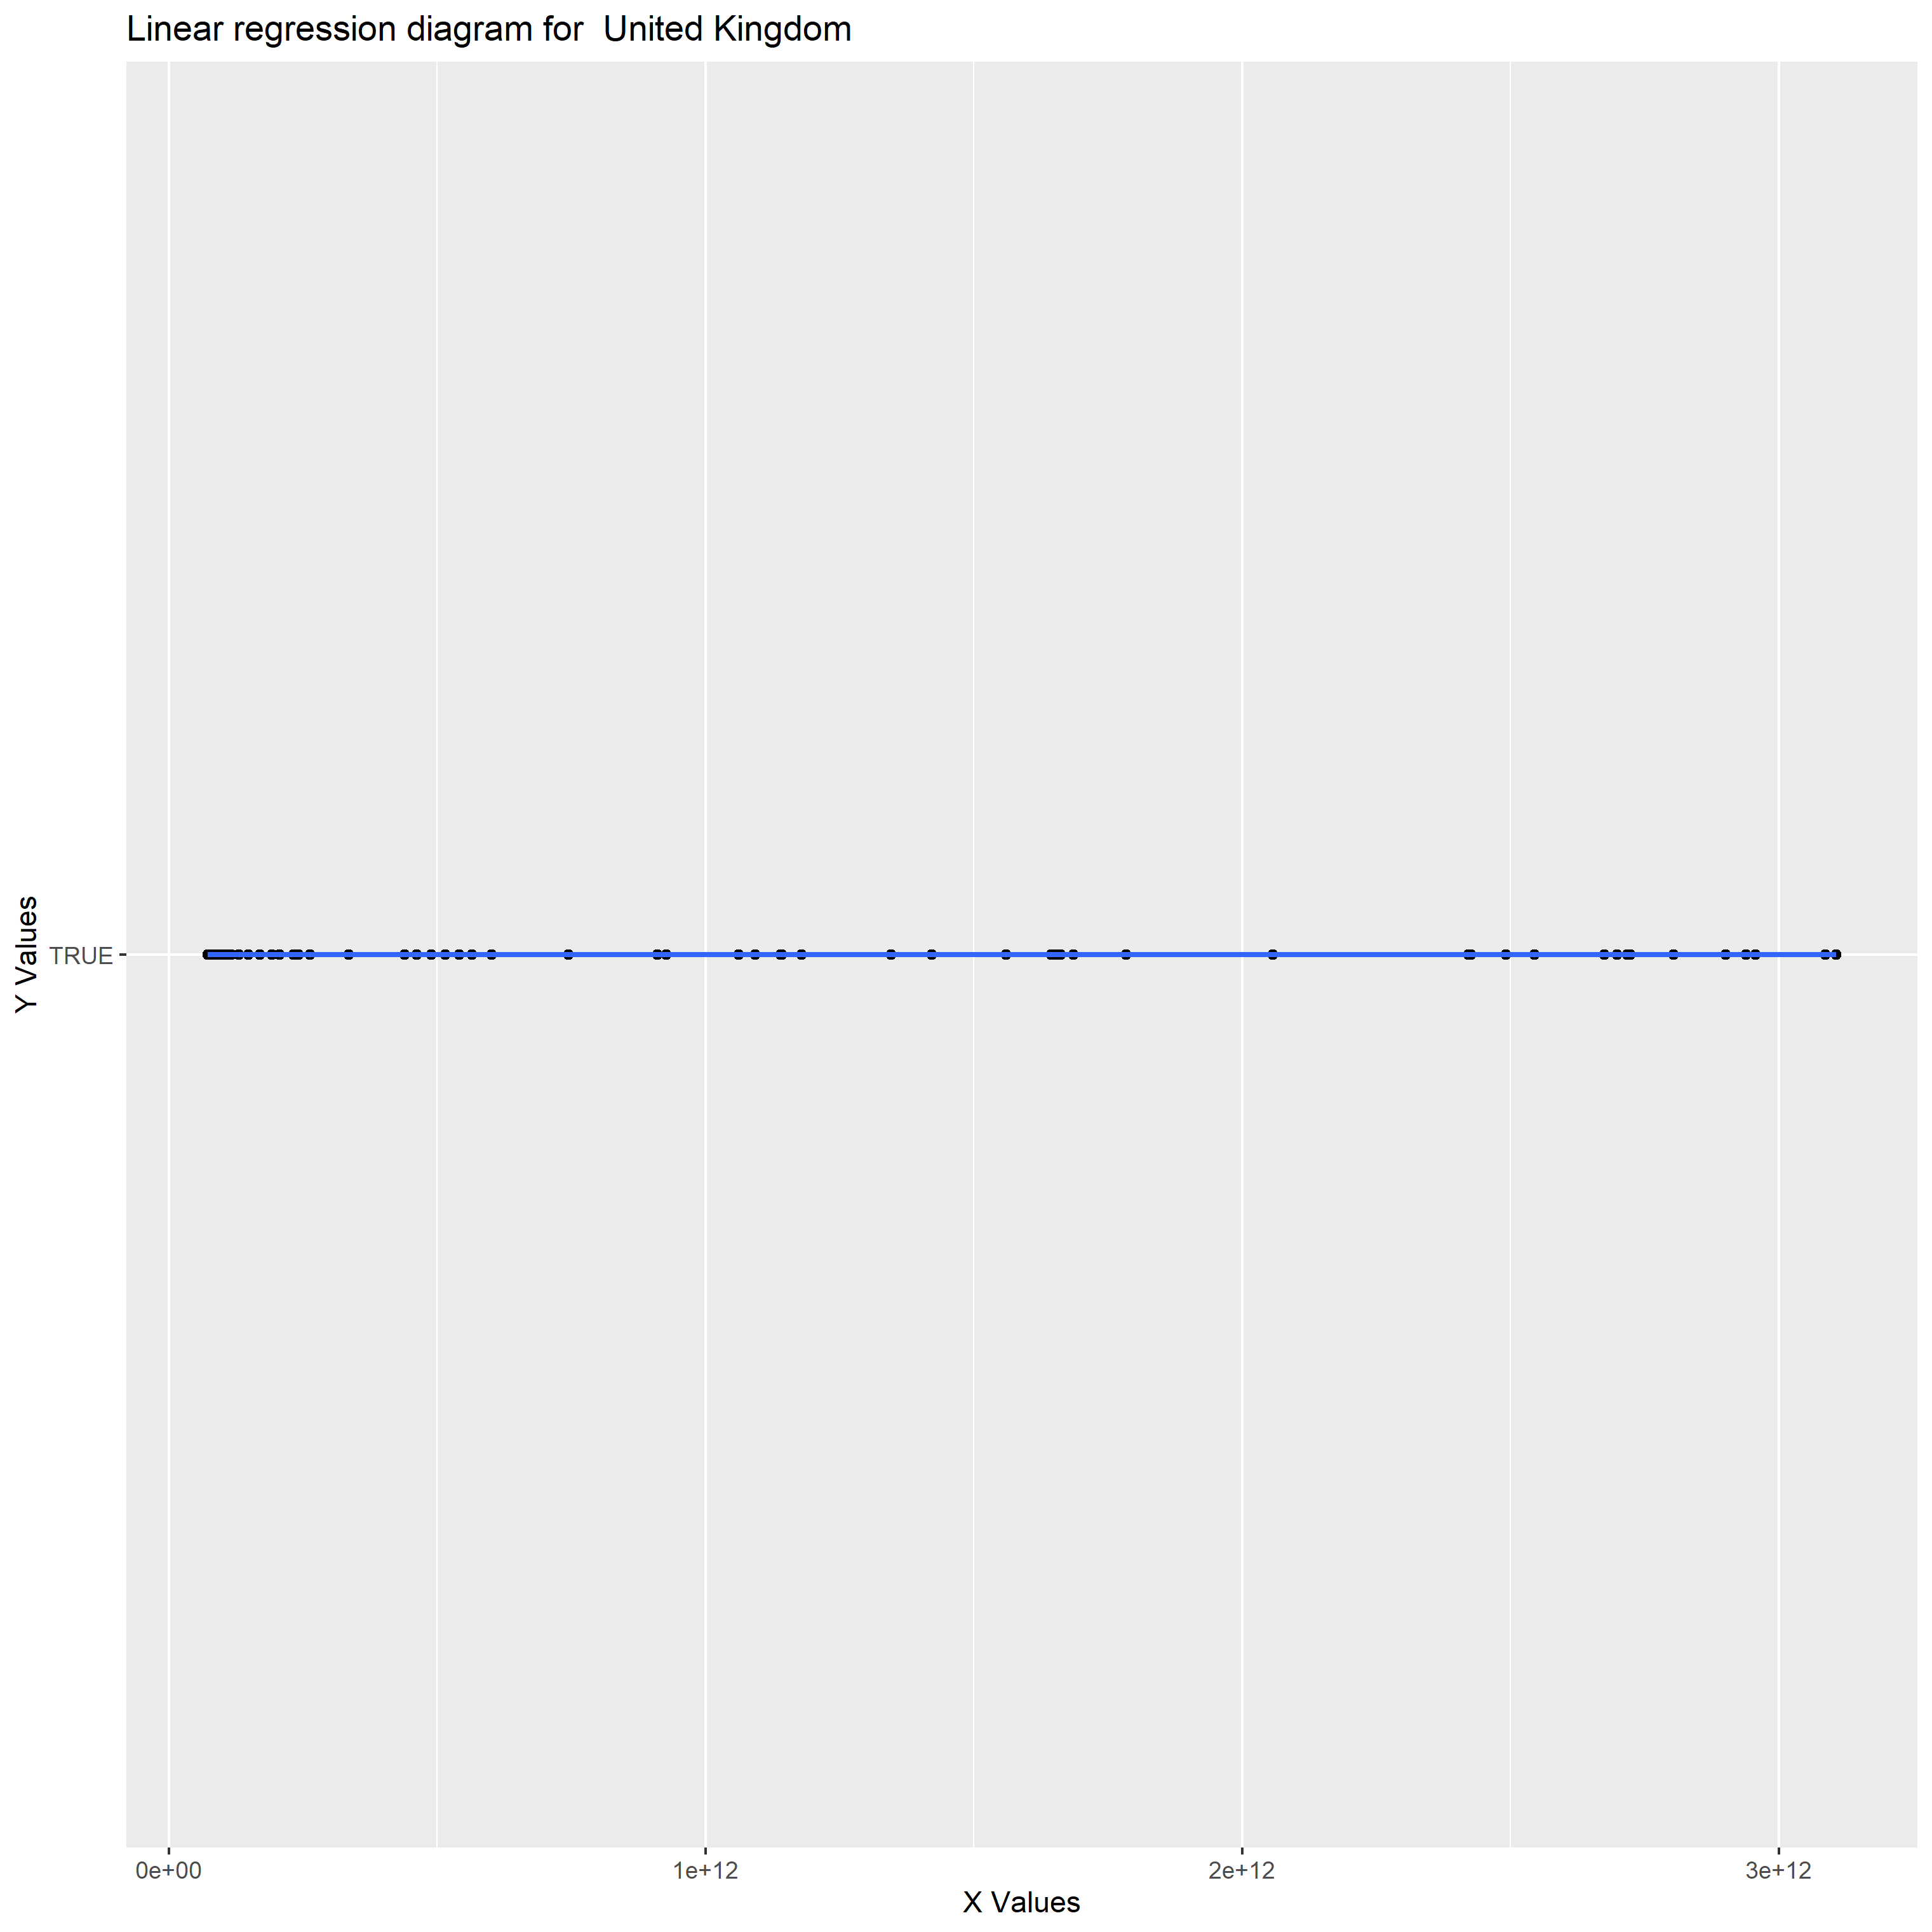 Linear regression diagram for  United Kingdom
Y Values
TRUE
0e+00 1e+12 2e+12 3e+12
X Values